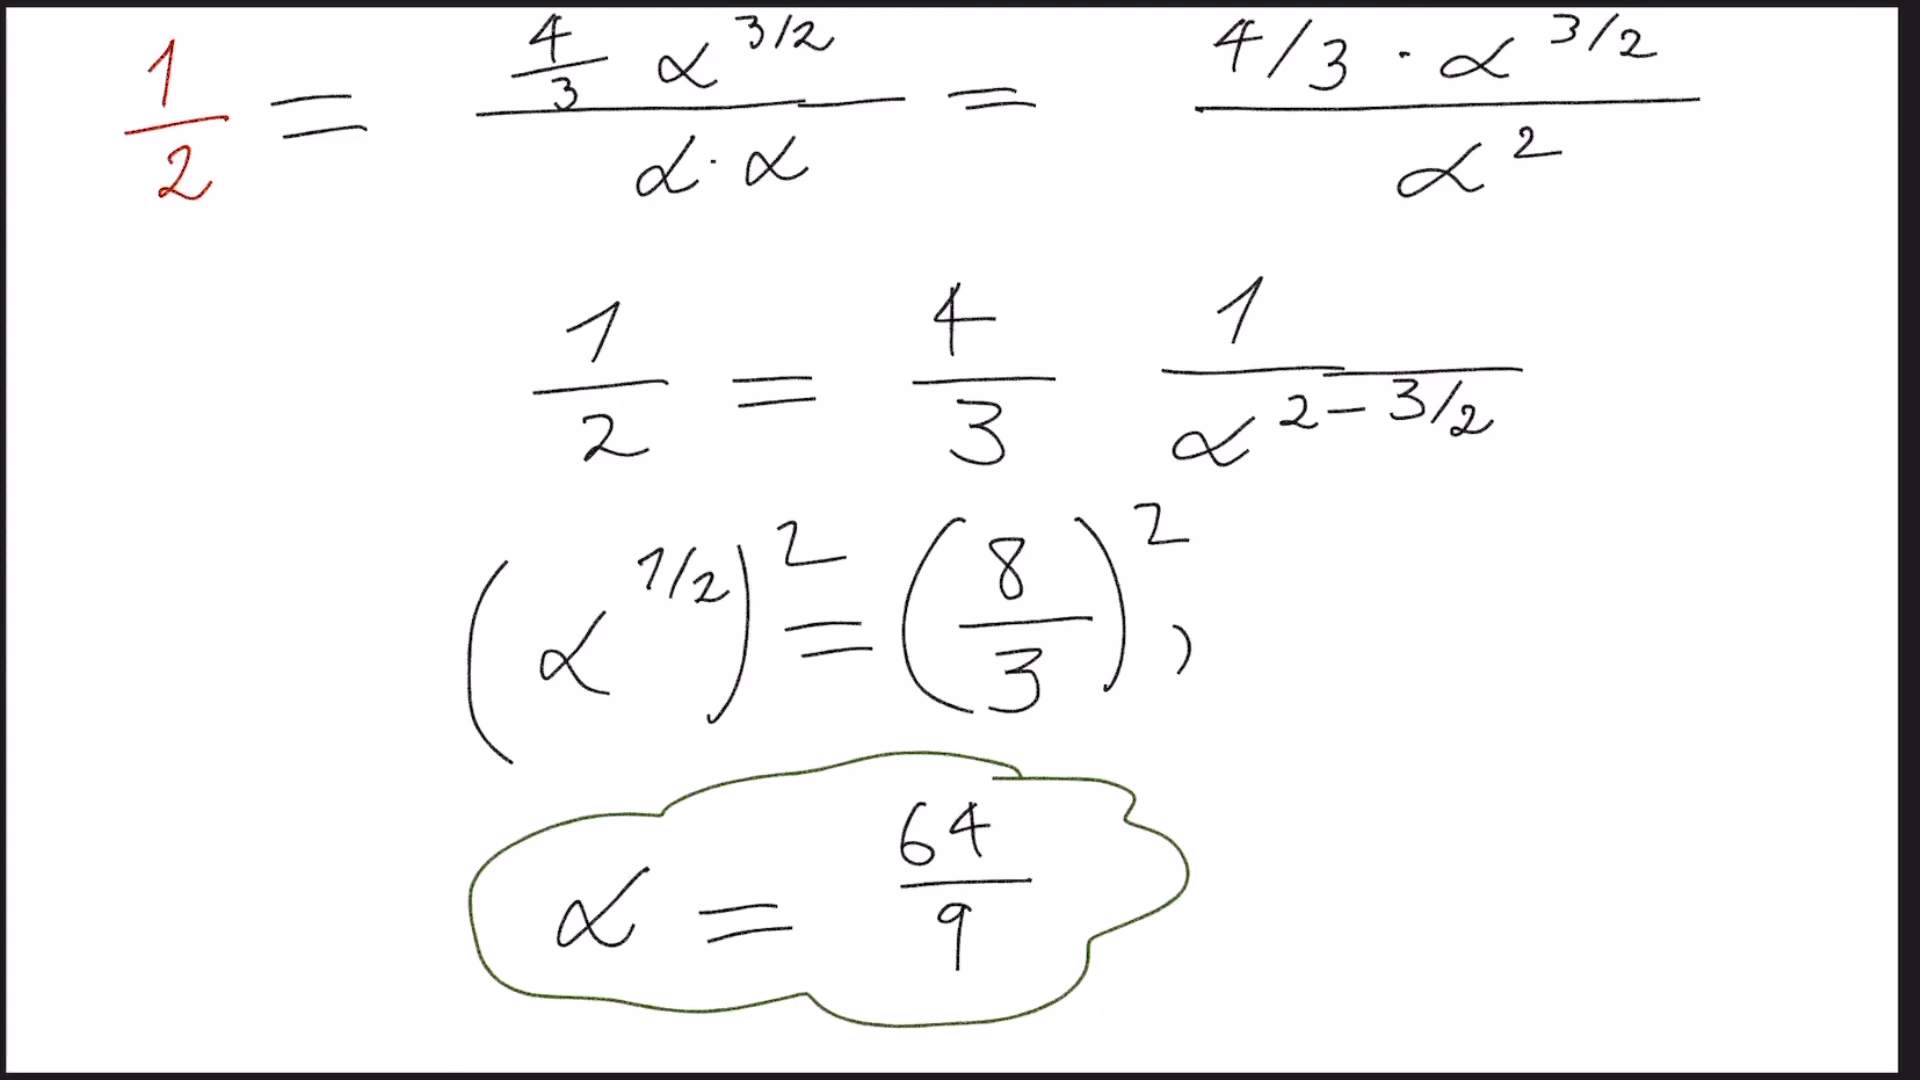 1/2 = (4/3 α^3/2)/(α · α) = (4/3 · α^3/2)/(α^2)
1/2 = 4/3 1/(α^2-3/2)
(α^1/2)^2 = (8/3)^2,
α = 64/9